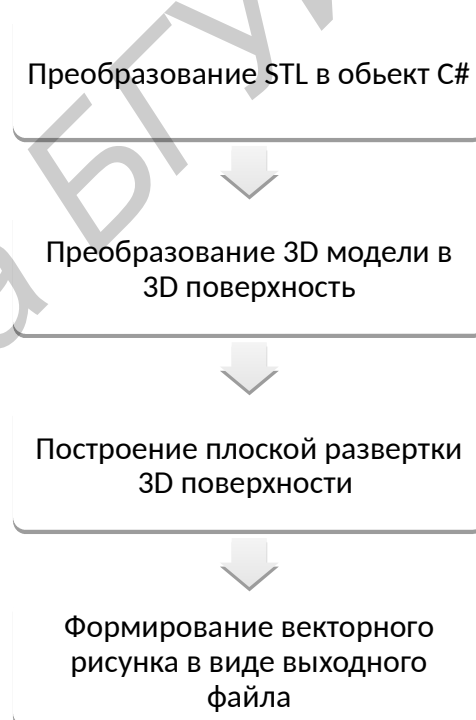 Преобразование STL в обьект C#
Преобразование 3D модели в
3D поверхность
Построение плоской развертки
3D поверхности
Формирование векторного
рисунка в виде выходного
файла